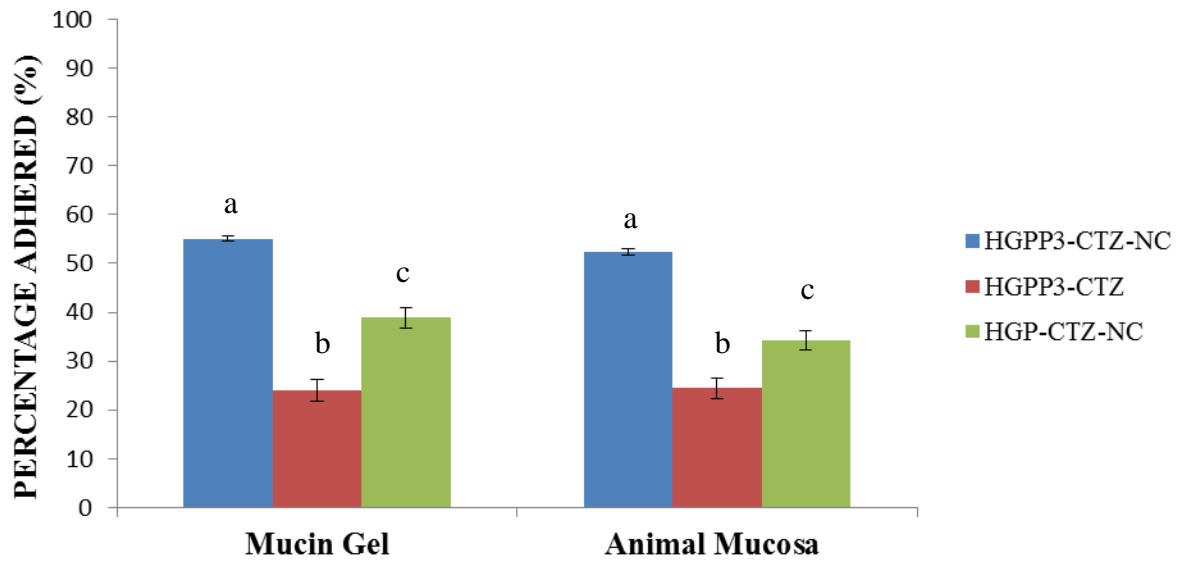 PERCENTAGE ADHERED (%)
100
90
80
70
60
50
40
30
20
10
0
a
b
c
a
b
c
Mucin Gel
Animal Mucosa
HGPP3-CTZ-NC
HGPP3-CTZ
HGP-CTZ-NC